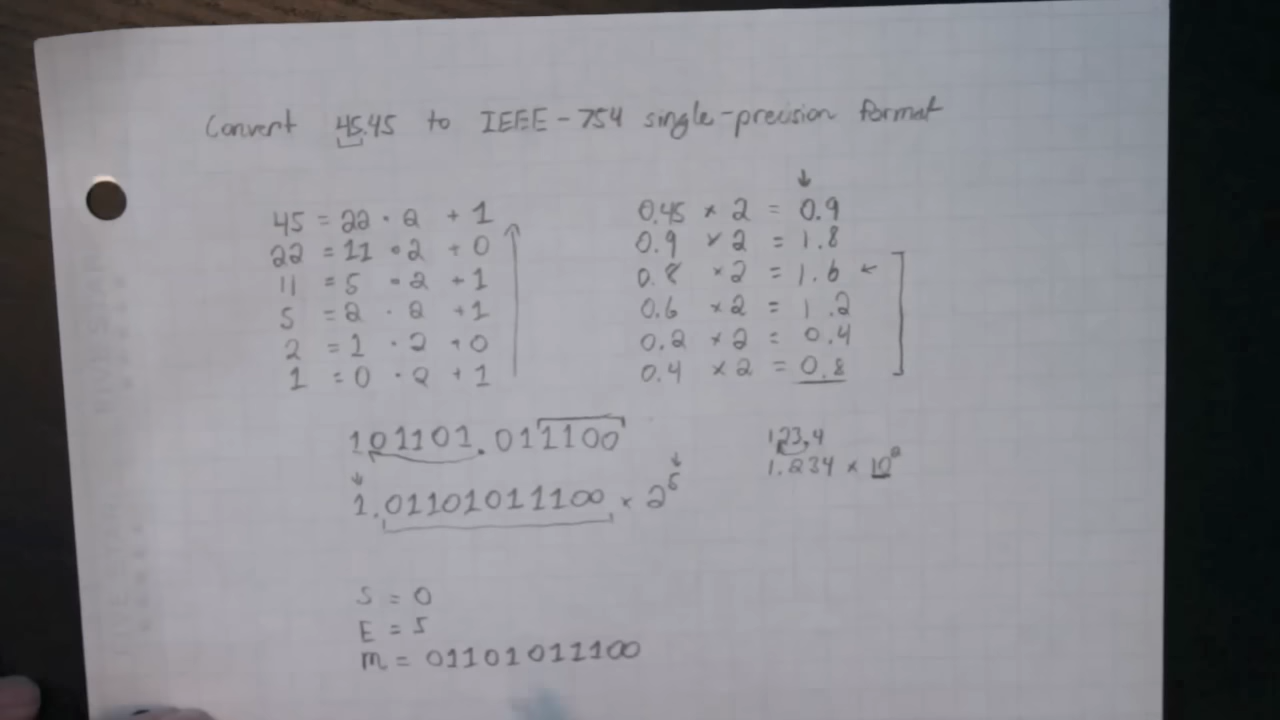 Convert 45.45 to IEEE-754 single-precision format
45 = 22 · 2 + 1
22 = 11 · 2 + 0
11 = 5 · 2 + 1
5 = 2 · 2 + 1
2 = 1 · 2 + 0
1 = 0 · 2 + 1
0.45 × 2 = 0.9
0.9 × 2 = 1.8
0.8 × 2 = 1.6
0.6 × 2 = 1.2
0.2 × 2 = 0.4
0.4 × 2 = 0.8
101101.011100
1.01101011100 × 2^5
123.4
1.234 × 10^2
S = 0
E = 5
m = 01101011100